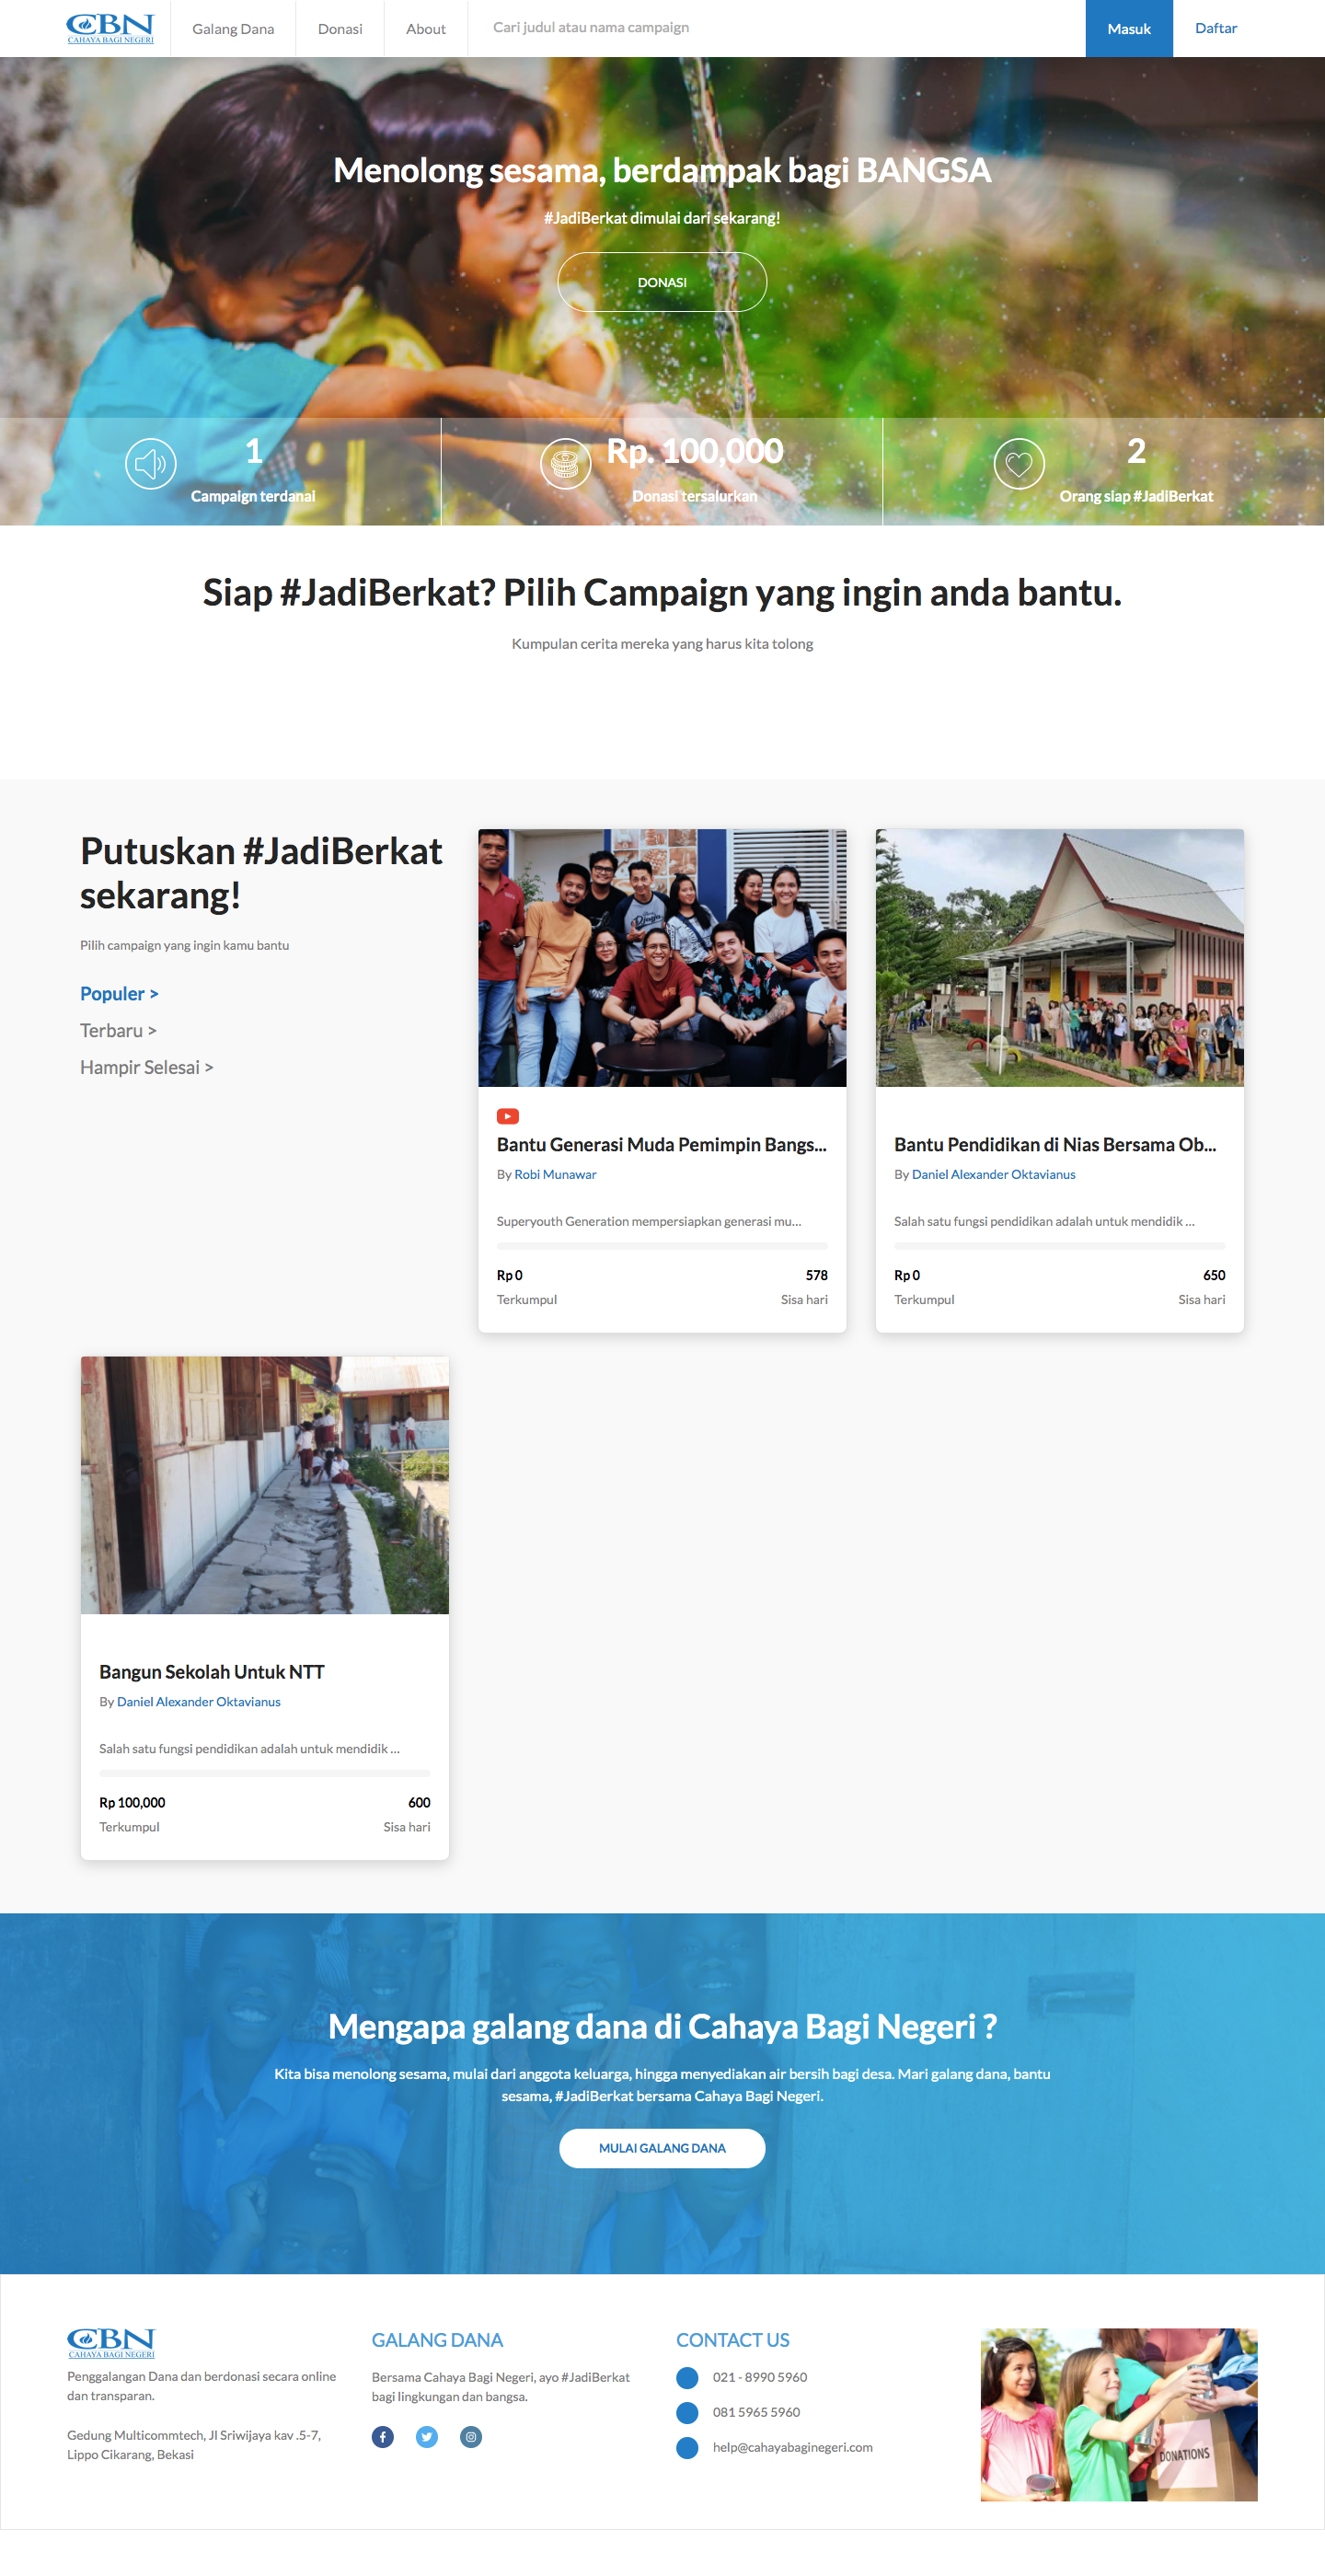 CBN
CAHAYA BAGI NEGERI
Galang Dana
Donasi
About
Cari judul atau nama campaign
Masuk
Daftar
Menolong sesama, berdampak bagi BANGSA
#JadiBerkat dimulai dari sekarang!
DONASI
1
Campaign terdanai
Rp. 100,000
Donasi tersalurkan
2
Orang siap #JadiBerkat
Siap #JadiBerkat? Pilih Campaign yang ingin anda bantu.
Kumpulan cerita mereka yang harus kita tolong
Putuskan #JadiBerkat
sekarang!
Pilih campaign yang ingin kamu bantu
Populer >
Terbaru >
Hampir Selesai >
Bantu Generasi Muda Pemimpin Bangs...
By Robi Munawar
Superyouth Generation mempersiapkan generasi mu...
Rp 0
578
Terkumpul
Sisa hari
Bantu Pendidikan di Nias Bersama Ob...
By Daniel Alexander Oktavianus
Salah satu fungsi pendidikan adalah untuk mendidik ...
Rp 0
650
Terkumpul
Sisa hari
Bangun Sekolah Untuk NTT
By Daniel Alexander Oktavianus
Salah satu fungsi pendidikan adalah untuk mendidik ...
Rp 100,000
600
Terkumpul
Sisa hari
Mengapa galang dana di Cahaya Bagi Negeri ?
Kita bisa menolong sesama, mulai dari anggota keluarga, hingga menyediakan air bersih bagi desa. Mari galang dana, bantu
sesama, #JadiBerkat bersama Cahaya Bagi Negeri.
MULAI GALANG DANA
CBN
CAHAYA BAGI NEGERI
Penggalangan Dana dan berdonasi secara online
dan transparan.
Gedung Multicommtech, Jl Sriwijaya kav .5-7,
Lippo Cikarang, Bekasi
GALANG DANA
Bersama Cahaya Bagi Negeri, ayo #JadiBerkat
bagi lingkungan dan bangsa.
CONTACT US
021 - 8990 5960
081 5965 5960
help@cahayabaginegeri.com
DONATIONS